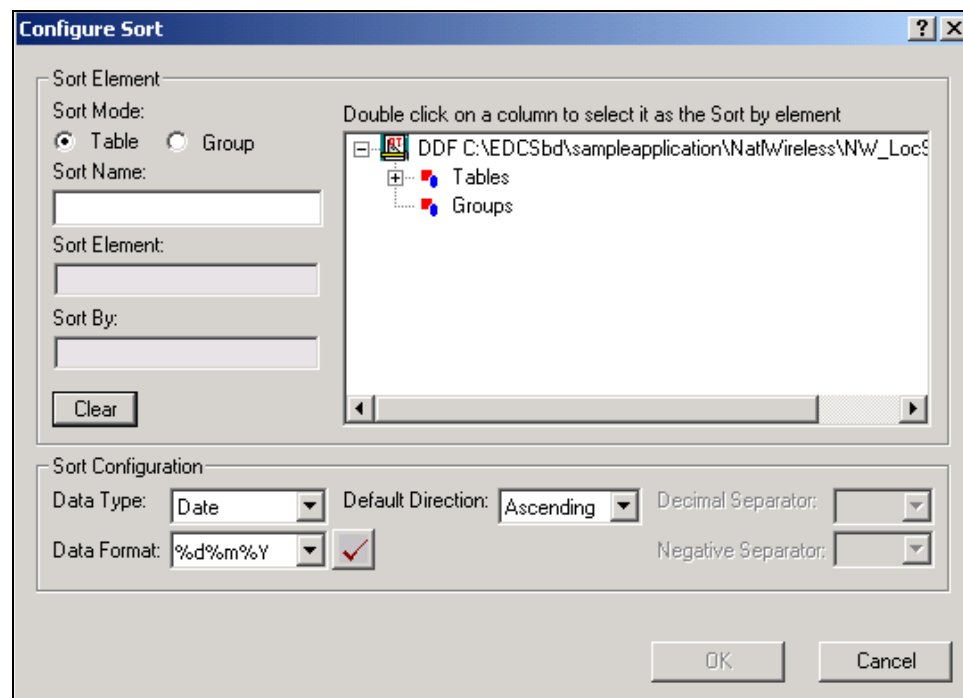 Configure Sort
Sort Element
Sort Mode:
Table Group
Sort Name:
Sort Element:
Sort By:
Clear
Double click on a column to select it as the Sort by element
DDF C:\EDCSbd\sampleapplication\NatlWireless\NW_LocS
Tables
Groups
Sort Configuration
Data Type: Date Default Direction: Ascending Decimal Separator:
Data Format: %d%m%Y Negative Separator:
OK Cancel